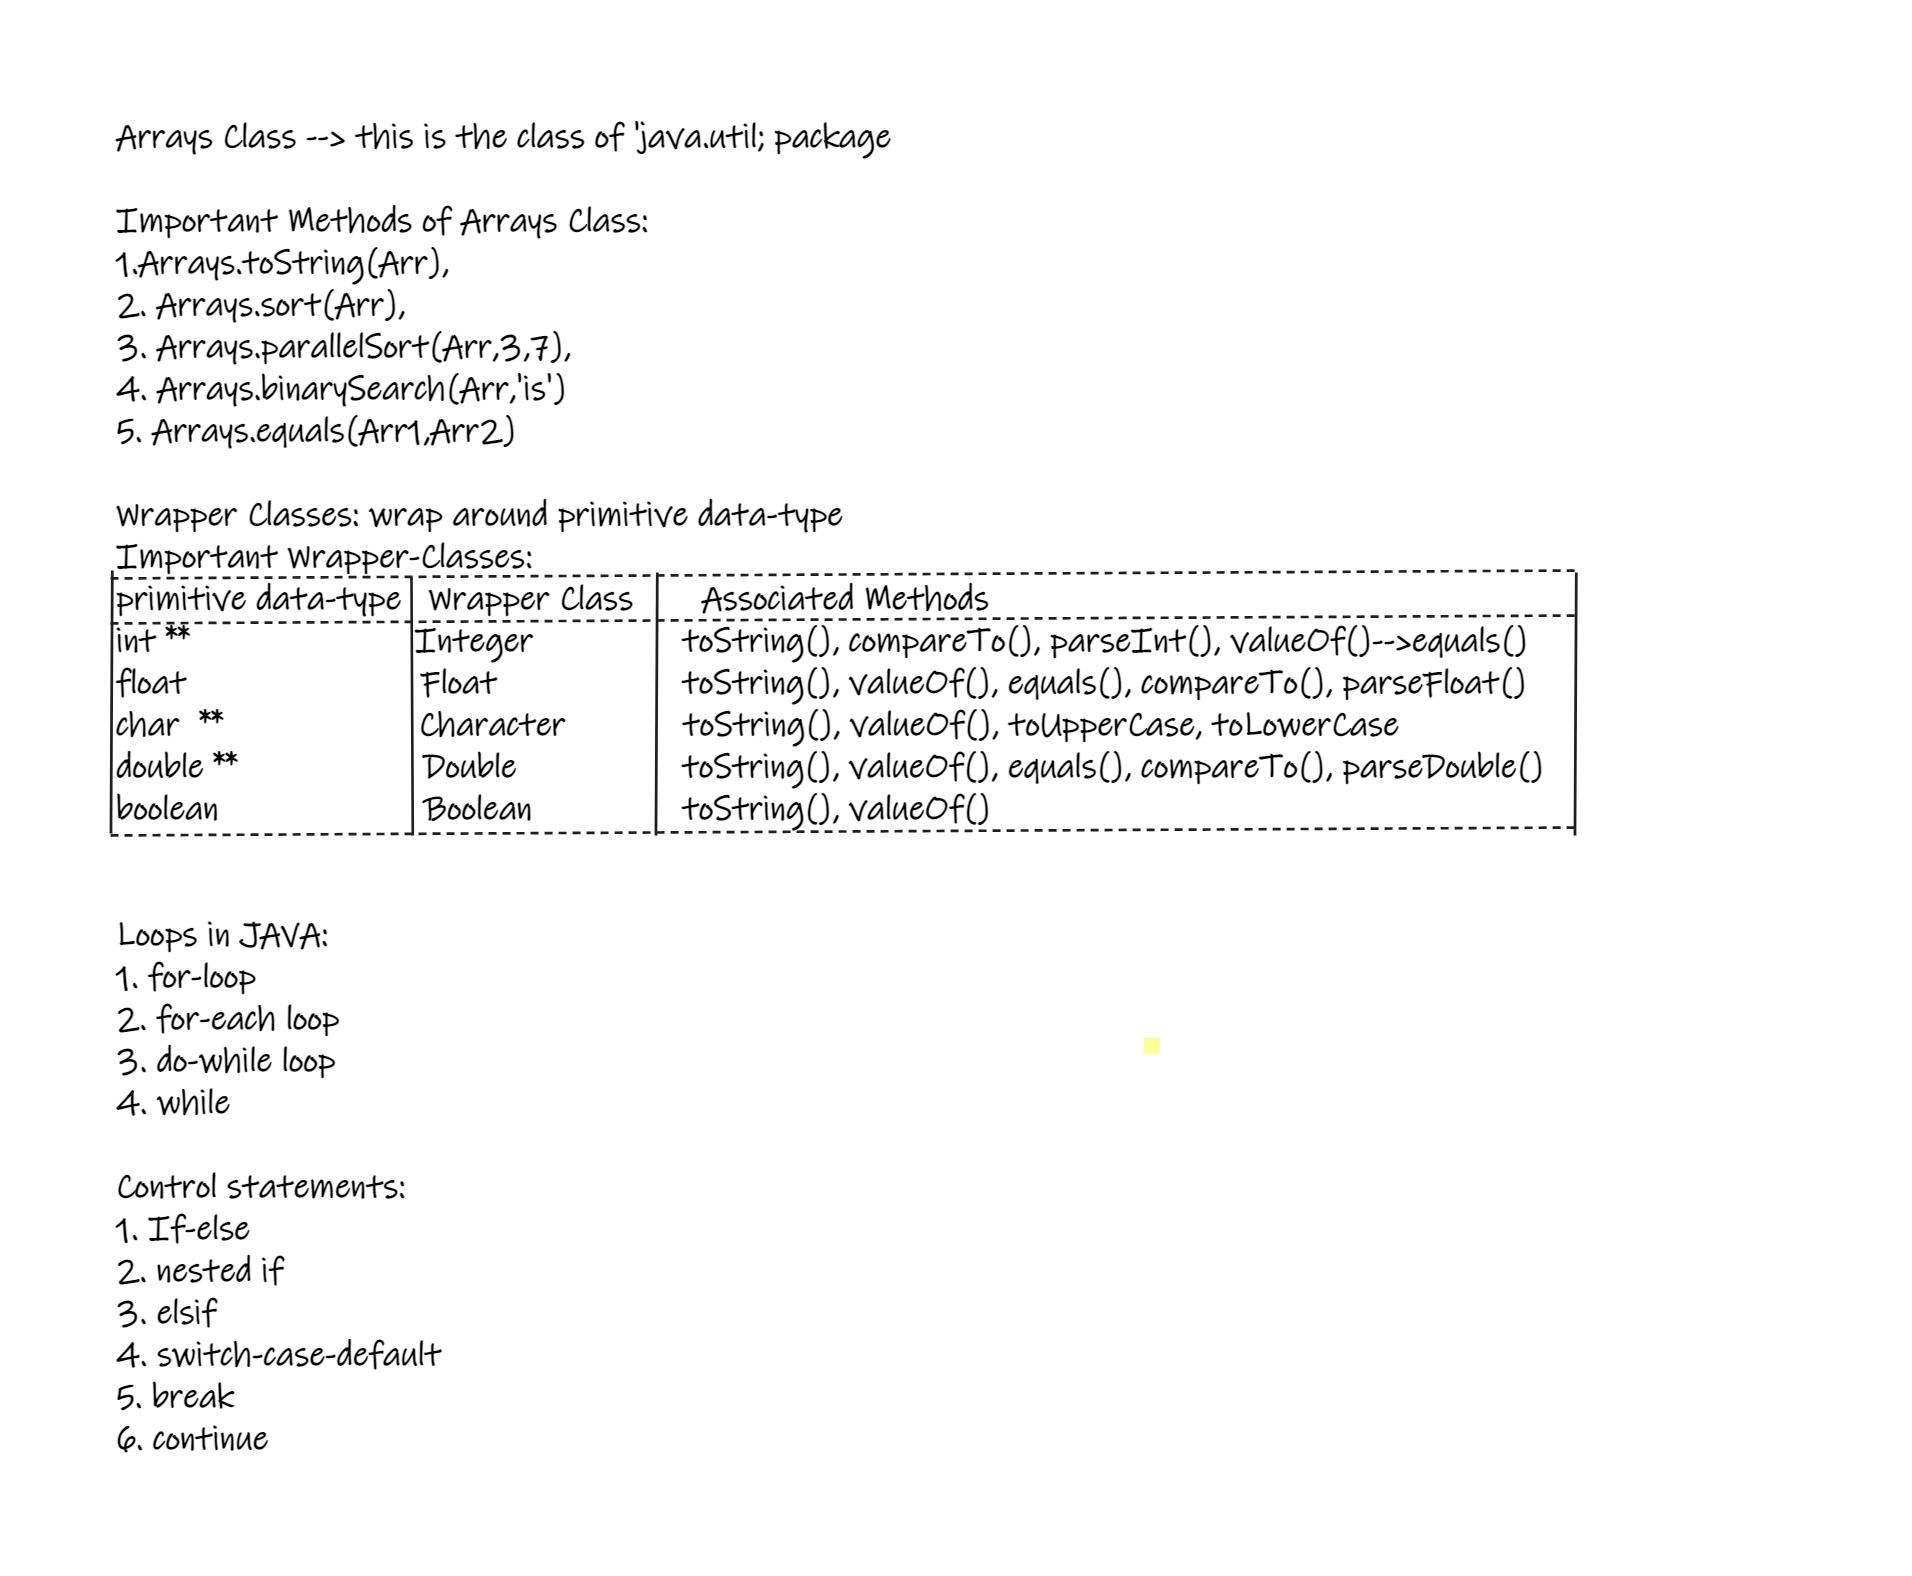 Arrays Class --> this is the class of 'java.util; package
Important Methods of Arrays Class:
1.Arrays.toString(Arr),
2. Arrays.sort(Arr),
3. Arrays.parallelSort(Arr,3,7),
4. Arrays.binarySearch(Arr,'is')
5. Arrays.equals(Arr1,Arr2)
Wrapper Classes: wrap around primitive data-type
Important Wrapper-Classes:
primitive data-type Wrapper Class Associated Methods
int ** Integer toString(), compareTo(), parseInt(), valueOf()-->equals()
float Float toString(), valueOf(), equals(), compareTo(), parseFloat()
char ** Character toString(), valueOf(), toUpperCase, toLowerCase
double ** Double toString(), valueOf(), equals(), compareTo(), parseDouble()
boolean Boolean toString(), valueOf()
Loops in JAVA:
1. for-loop
2. for-each loop
3. do-while loop
4. while
Control statements:
1. If-else
2. nested if
3. elsif
4. switch-case-default
5. break
6. continue